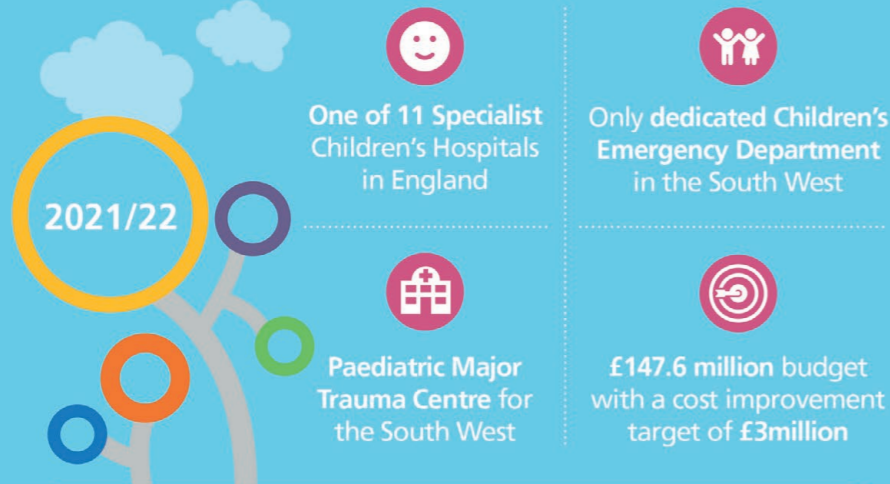 2021/22
One of 11 Specialist
Children's Hospitals
in England
Only dedicated Children's
Emergency Department
in the South West
Paediatric Major
Trauma Centre for
the South West
£147.6 million budget
with a cost improvement
target of £3million